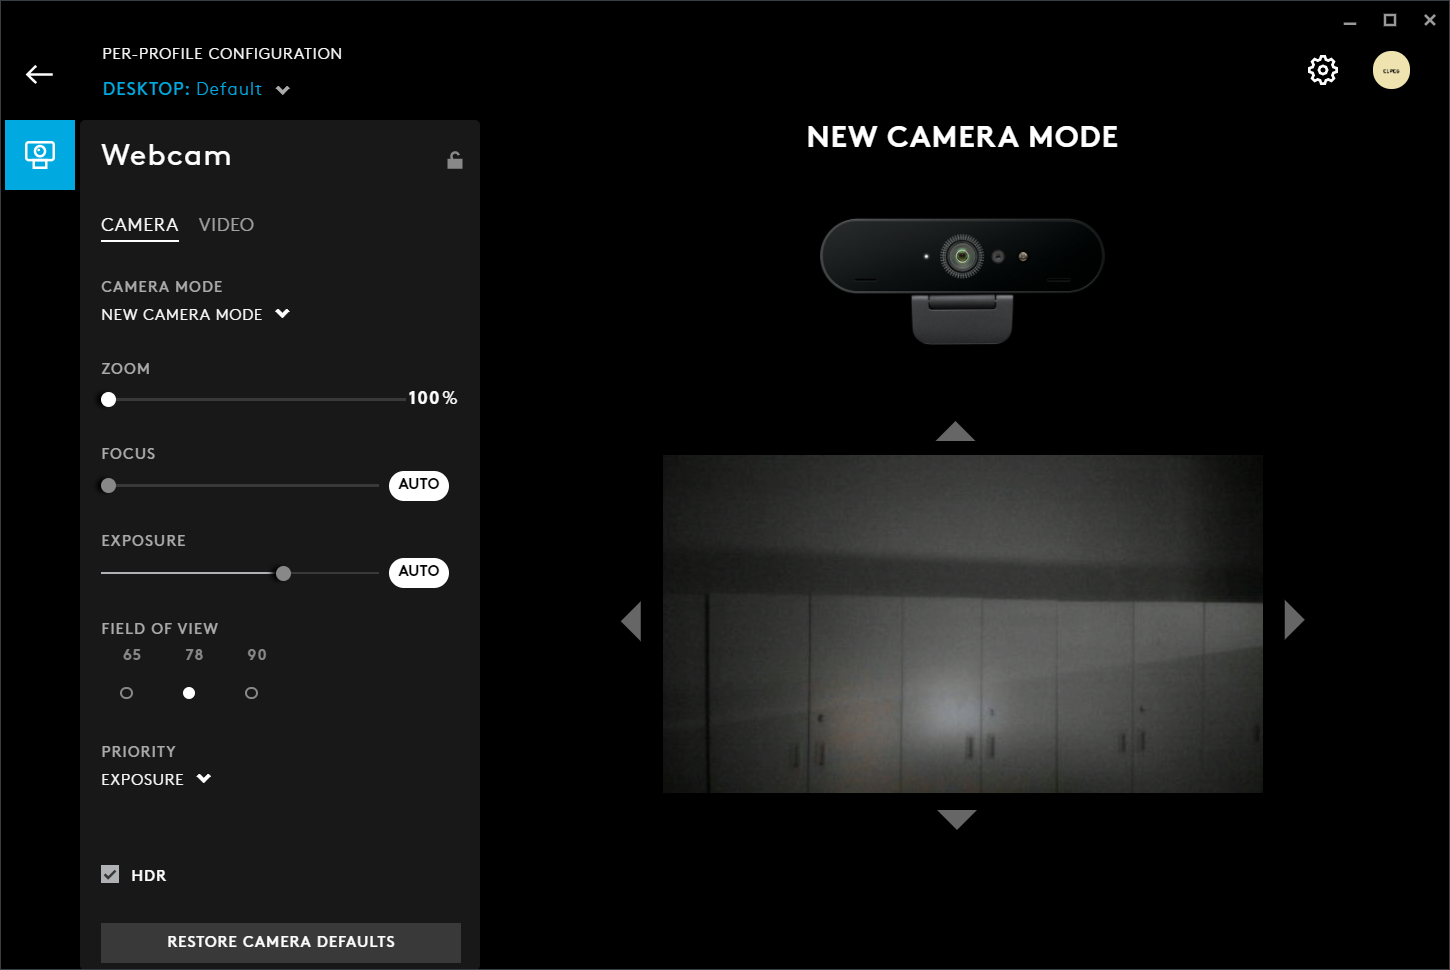 PER-PROFILE CONFIGURATION
DESKTOP: Default
Webcam
CAMERA VIDEO
CAMERA MODE
NEW CAMERA MODE
ZOOM
100%
FOCUS
AUTO
EXPOSURE
AUTO
FIELD OF VIEW
65 78 90
PRIORITY
EXPOSURE
HDR
RESTORE CAMERA DEFAULTS
NEW CAMERA MODE